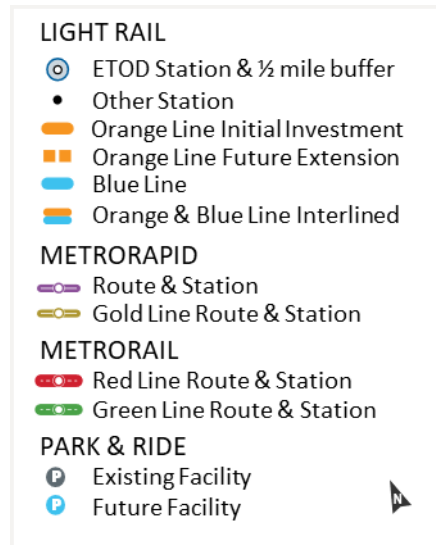 LIGHT RAIL
ETOD Station & ½ mile buffer
Other Station
Orange Line Initial Investment
Orange Line Future Extension
Blue Line
Orange & Blue Line Interlined
METRORAPID
Route & Station
Gold Line Route & Station
METRORAIL
Red Line Route & Station
Green Line Route & Station
PARK & RIDE
P Existing Facility
P Future Facility
N